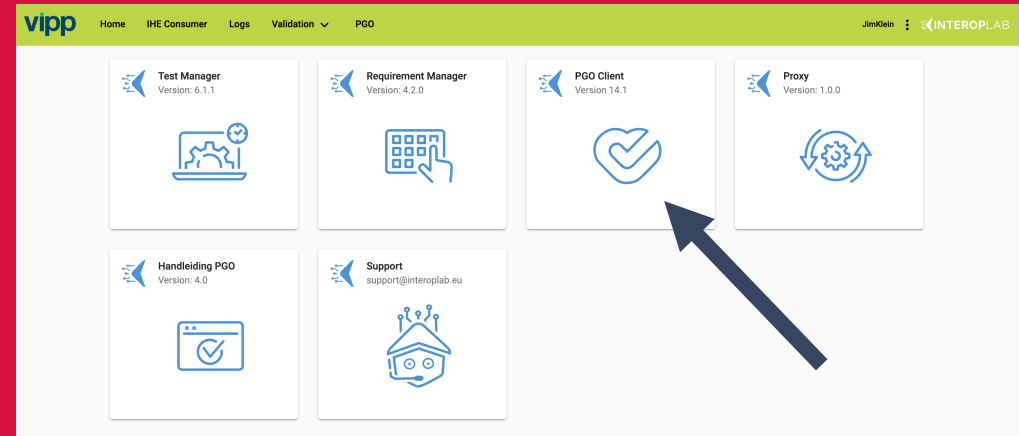 vipp Home IHE Consumer Logs Validation PGO JimKlein INTEROPLAB
Test Manager
Version: 6.1.1
Requirement Manager
Version: 4.2.0
PGO Client
Version 14.1
Proxy
Version: 1.0.0
Handleiding PGO
Version: 4.0
Support
support@interoplab.eu